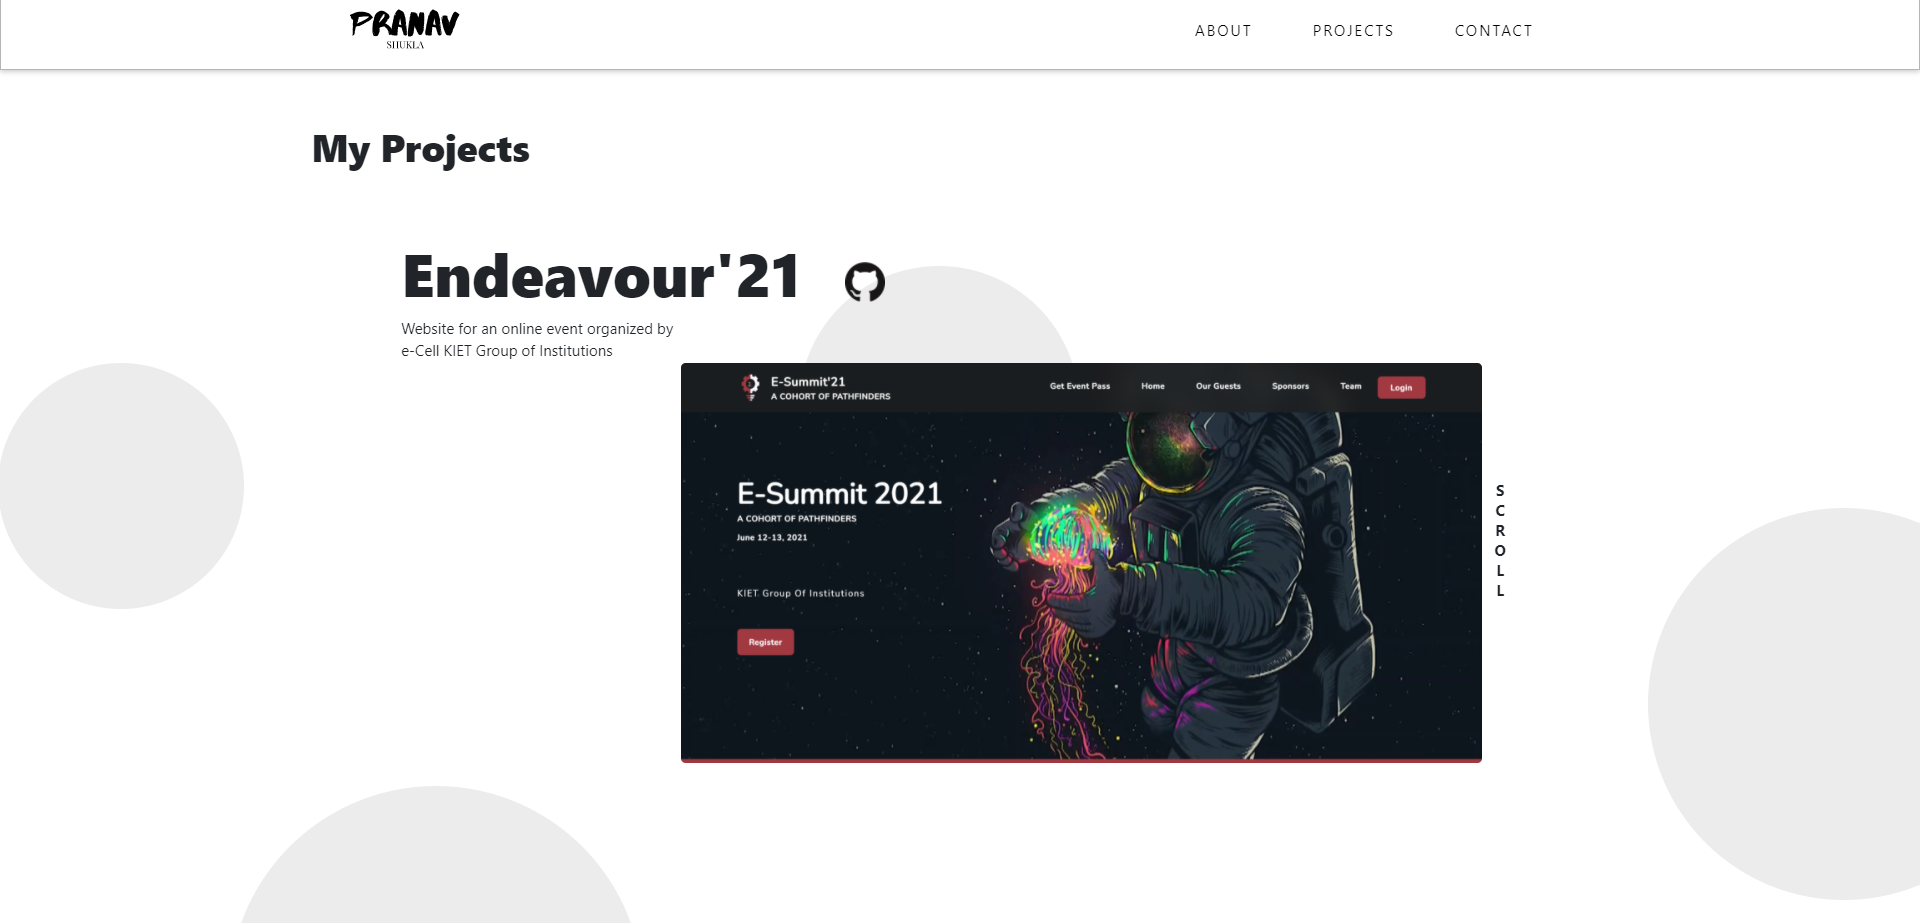 PRANAV
SHUKLA
ABOUT PROJECTS CONTACT
My Projects
Endeavour'21
Website for an online event organized by
e-Cell KIET Group of Institutions
E-Summit'21
A COHORT OF PATHFINDERS
Get Event Pass Home Our Guests Sponsors Team Login
E-Summit 2021
A COHORT OF PATHFINDERS
June 12-13, 2021
KIET Group Of Institutions
Register
S
C
R
O
L
L